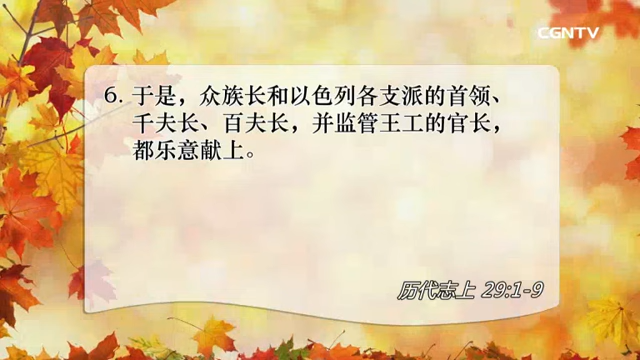 CGNTV
6. 于是，众族长和以色列各支派的首领、
千夫长、百夫长，并监管王工的官长，
都乐意献上。
历代志上 29:1-9